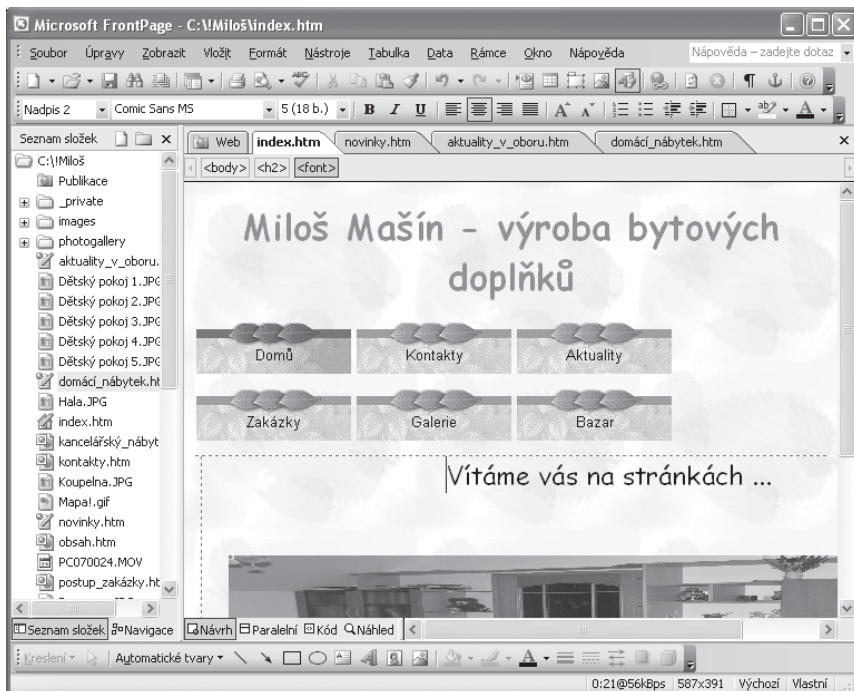 Microsoft FrontPage - C:\!Miloš\index.htm
Soubor Úpravy Zobrazit Vložit Formát Nástroje Tabulka Data Rámce Okno Nápověda Nápověda – zadejte dotaz
Nadpis 2 Comic Sans MS 5 (18 b.) B I U
Seznam složek
Web index.htm novinky.htm aktuality_v_oboru.htm domácí_nábytek.htm
<body> <h2> <font>
C:\!Miloš
Publikace
_private
images
photogallery
aktuality_v_oboru.
Dětský pokoj 1.JPG
Dětský pokoj 2.JPG
Dětský pokoj 3.JPG
Dětský pokoj 4.JPG
Dětský pokoj 5.JPG
domácí_nábytek.ht
Hala.JPG
index.htm
kancelářský_nábyt
kontakty.htm
Koupelna.JPG
Mapa!.gif
novinky.htm
obsah.htm
PC070024.MOV
postup_zakázky.ht
Miloš Mašín - výroba bytových
doplňků
Domů Kontakty Aktuality
Zakázky Galerie Bazar
Vítáme vás na stránkách ...
Seznam složek Navigace Návrh Paralelní Kód Náhled
Kreslení Automatické tvary
0:21@56kBps 587x391 Výchozí Vlastní